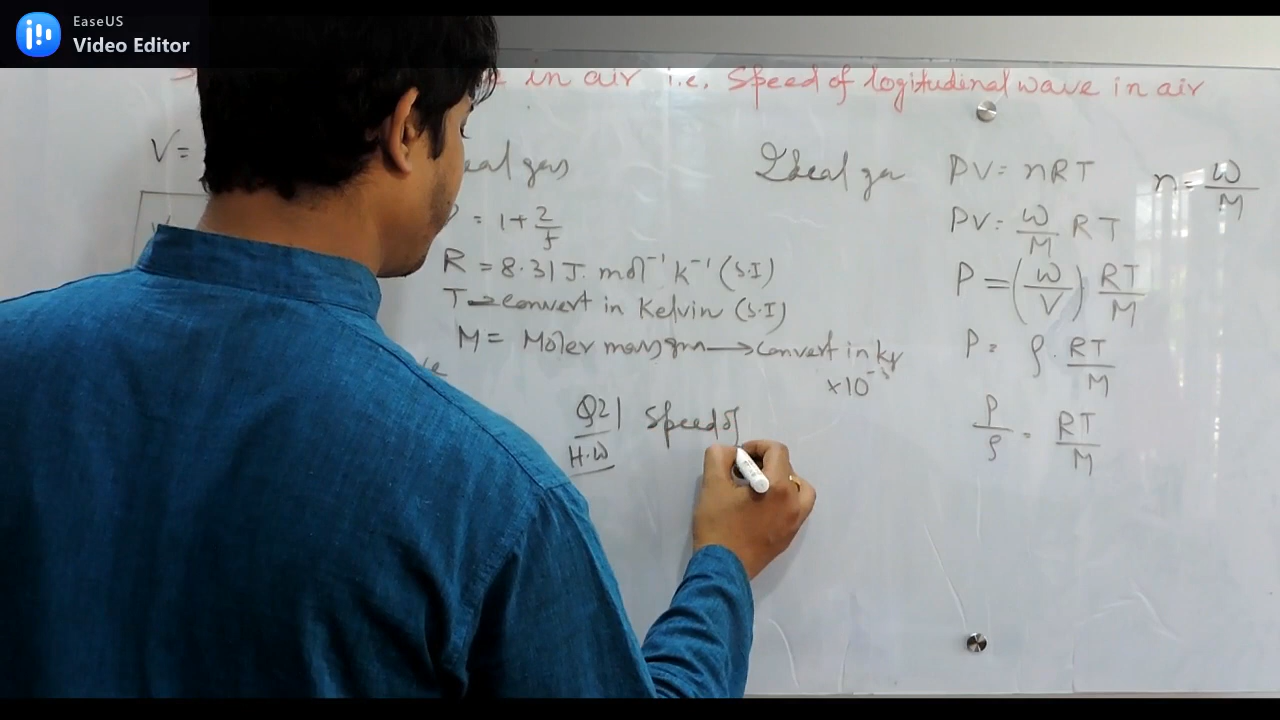 EaseUS
Video Editor
in air i.e. Speed of logitudinal wave in air
V =
eal gas
= 1 + 2/f
R = 8.31 J. mol⁻¹ K⁻¹ (S.I)
T → convert in Kelvin (S.I)
M = Moler mass gm → convert in kg
×10⁻³
Q2| Speed of
H.W
Ideal gas PV = nRT n = W/M
PV = W/M RT
P = (W/V) RT/M
P = ρ. RT/M
P/ρ = RT/M